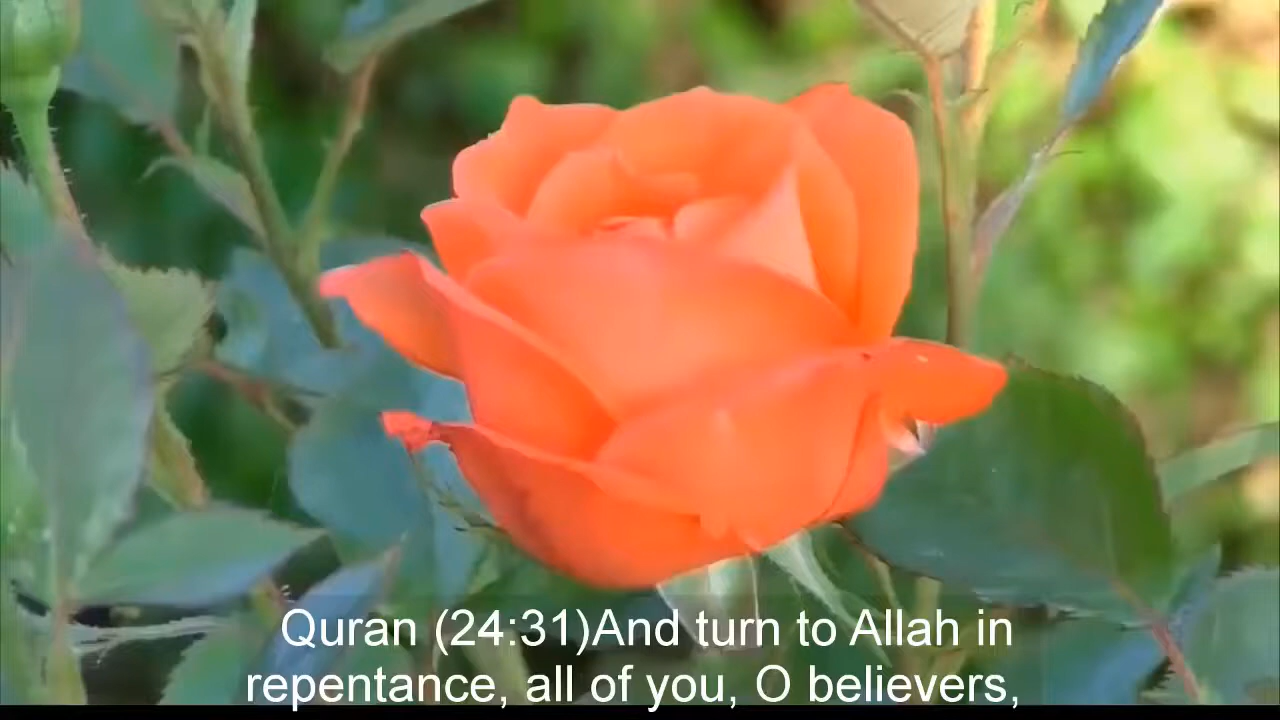 Quran (24:31)And turn to Allah in
repentance, all of you, O believers,